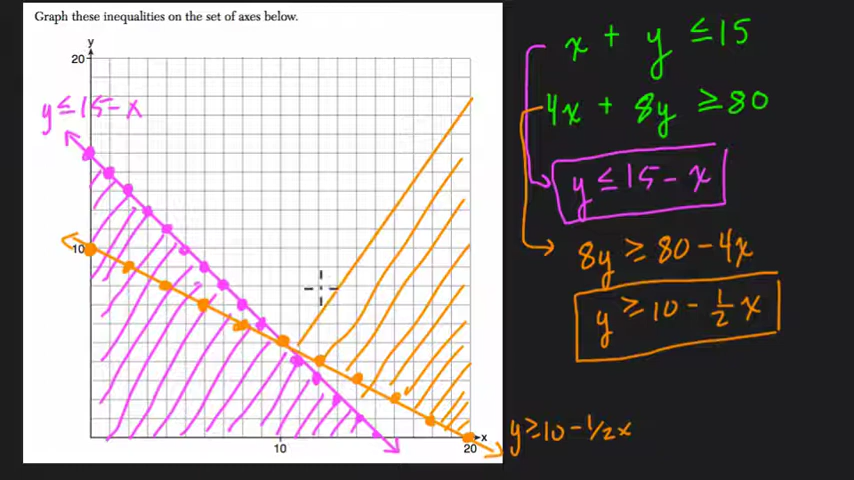 Graph these inequalities on the set of axes below.
y
20
y ≤ 15 - x
10
10
20
x
y ≥ 10 - 1/2x
x + y ≤ 15
4x + 8y ≥ 80
y ≤ 15 - x
8y ≥ 80 - 4x
y ≥ 10 - 1/2 x